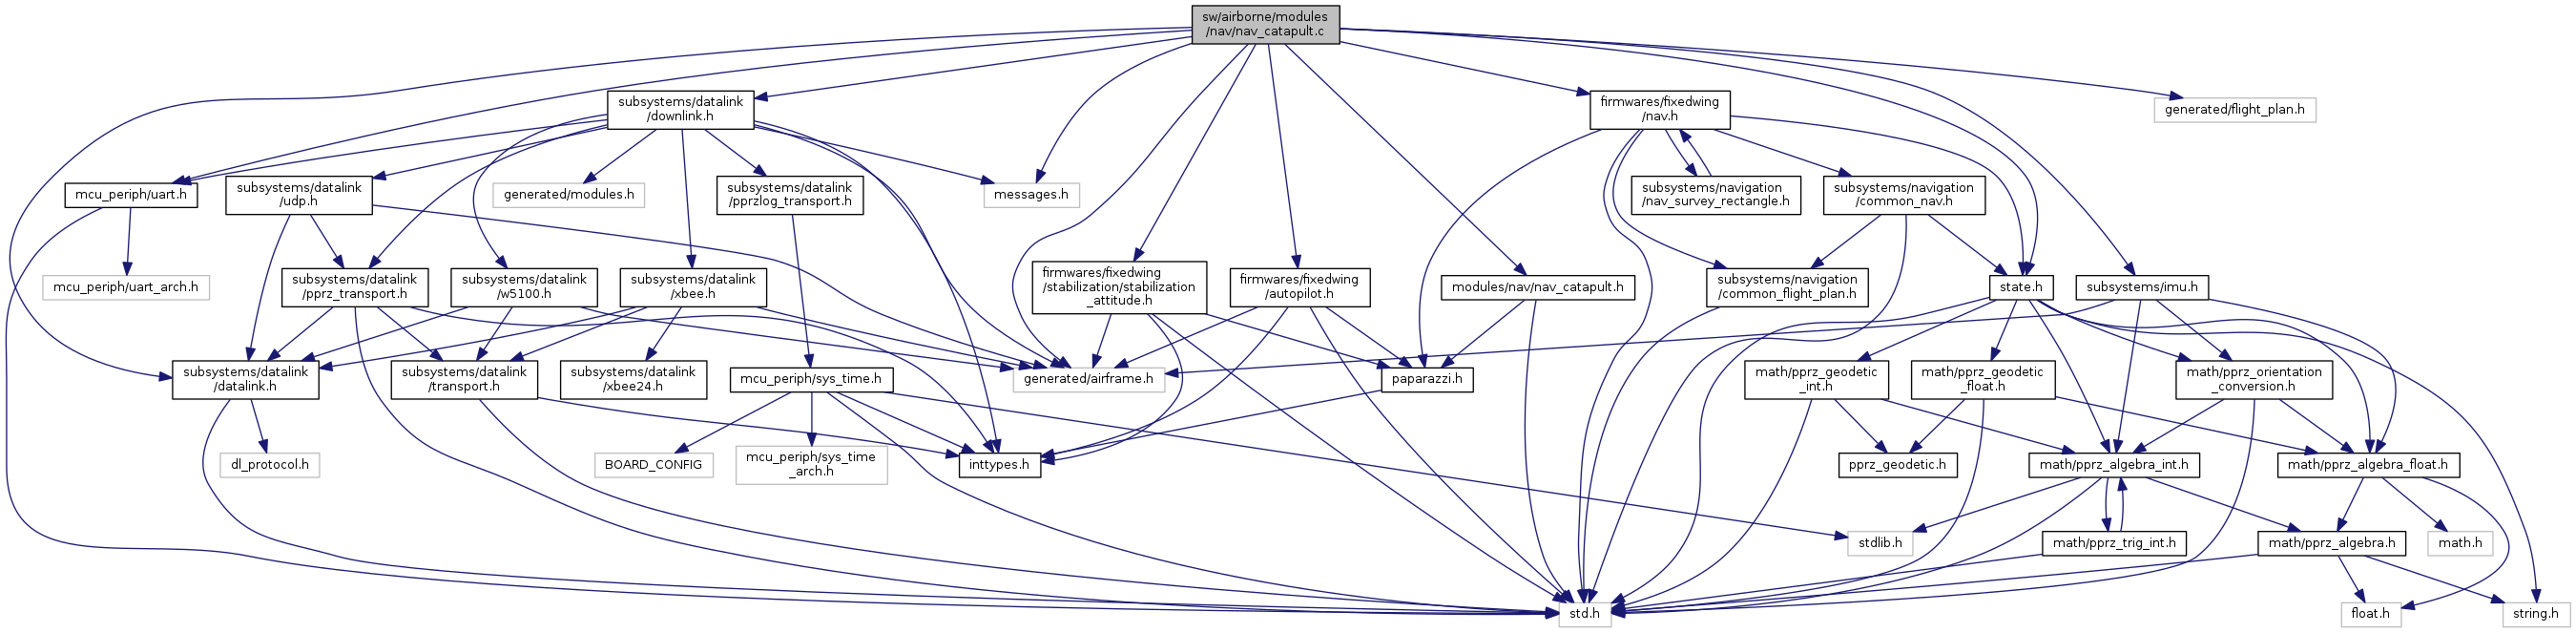 sw/airborne/modules
/nav/nav_catapult.c
subsystems/datalink
/downlink.h
firmwares/fixedwing
/nav.h
generated/flight_plan.h
mcu_periph/uart.h
subsystems/datalink
/udp.h
generated/modules.h
subsystems/datalink
/pprzlog_transport.h
messages.h
subsystems/navigation
/nav_survey_rectangle.h
subsystems/navigation
/common_nav.h
mcu_periph/uart_arch.h
subsystems/datalink
/pprz_transport.h
subsystems/datalink
/w5100.h
subsystems/datalink
/xbee.h
firmwares/fixedwing
/stabilization/stabilization
_attitude.h
firmwares/fixedwing
/autopilot.h
modules/nav/nav_catapult.h
subsystems/navigation
/common_flight_plan.h
state.h
subsystems/imu.h
subsystems/datalink
/datalink.h
subsystems/datalink
/transport.h
subsystems/datalink
/xbee24.h
mcu_periph/sys_time.h
generated/airframe.h
paparazzi.h
math/pprz_geodetic
_int.h
math/pprz_geodetic
_float.h
math/pprz_orientation
_conversion.h
dl_protocol.h
BOARD_CONFIG
mcu_periph/sys_time
_arch.h
inttypes.h
pprz_geodetic.h
math/pprz_algebra_int.h
math/pprz_algebra_float.h
stdlib.h
math/pprz_trig_int.h
math/pprz_algebra.h
math.h
std.h
float.h
string.h